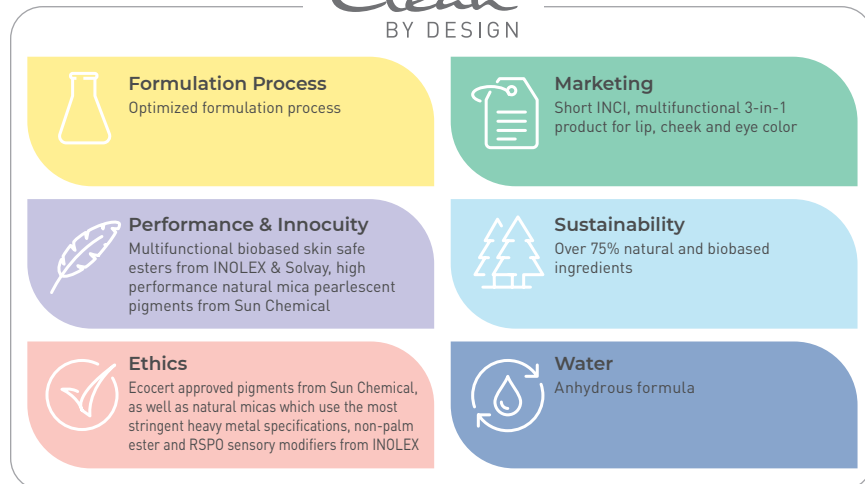 Clean
BY DESIGN
Formulation Process
Optimized formulation process
Marketing
Short INCI, multifunctional 3-in-1
product for lip, cheek and eye color
Performance & Innocuity
Multifunctional biobased skin safe
esters from INOLEX & Solvay, high
performance natural mica pearlescent
pigments from Sun Chemical
Sustainability
Over 75% natural and biobased
ingredients
Ethics
Ecocert approved pigments from Sun Chemical,
as well as natural micas which use the most
stringent heavy metal specifications, non-palm
ester and RSPO sensory modifiers from INOLEX
Water
Anhydrous formula